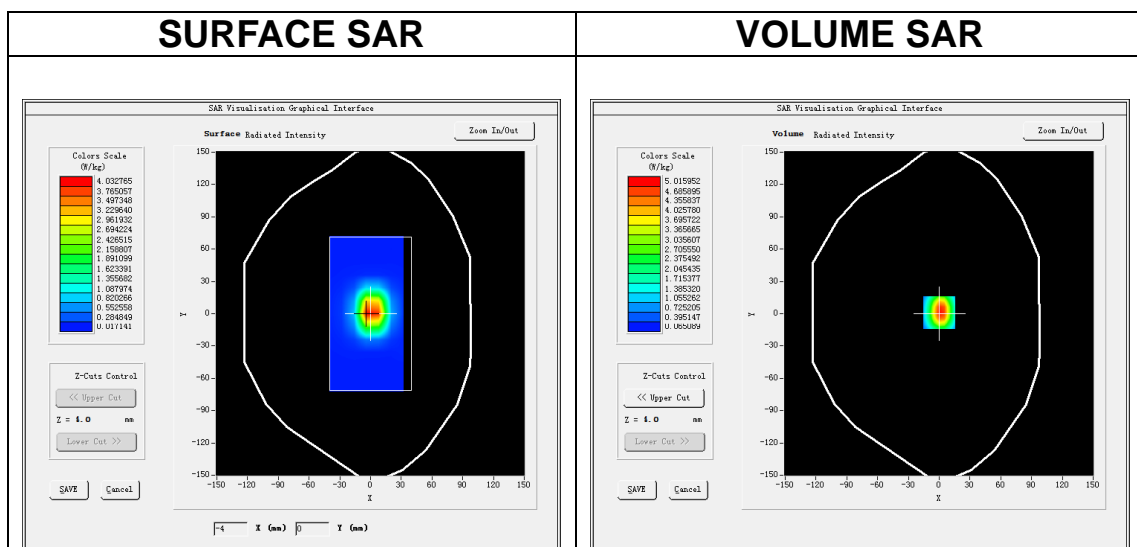 SURFACE SAR
VOLUME SAR
SAR Visualisation Graphical Interface
Surface Radiated Intensity
Zoom In/Out
Colors Scale
(W/kg)
4.032765
3.765057
3.497348
3.229640
2.961932
2.694224
2.426515
2.158807
1.891099
1.623391
1.355682
1.087974
0.820266
0.552558
0.284849
0.017141
Z-Cuts Control
<< Upper Cut
Z = 4.0 mm
Lower Cut >>
SAVE Cancel
150
120
90
60
30
0
-30
-60
-90
-120
-150
Y
-150 -120 -90 -60 -30 0 30 60 90 120 150
X
-4 X (mm) 0 Y (mm)
SAR Visualisation Graphical Interface
Volume Radiated Intensity
Zoom In/Out
Colors Scale
(W/kg)
5.015952
4.685895
4.355837
4.025780
3.695722
3.365665
3.035607
2.705550
2.375492
2.045435
1.715377
1.385320
1.055262
0.725205
0.395147
0.065089
Z-Cuts Control
<< Upper Cut
Z = 4.0 mm
Lower Cut >>
SAVE Cancel
150
120
90
60
30
0
-30
-60
-90
-120
-150
Y
-150 -120 -90 -60 -30 0 30 60 90 120 150
X